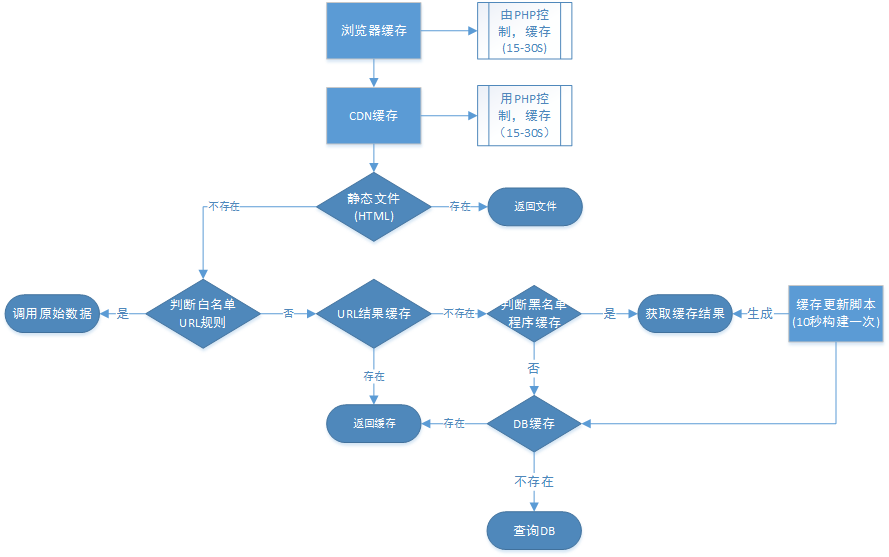 浏览器缓存
由PHP控
制，缓存
(15-30S)
CDN缓存
用PHP控
制，缓存
（15-30S）
静态文件
(HTML)
不存在
存在
返回文件
调用原始数据
是
判断白名单
URL规则
否
URL结果缓存
不存在
判断黑名单
程序缓存
是
获取缓存结果
生成
缓存更新脚本
(10秒构建一次)
存在
否
返回缓存
存在
DB缓存
不存在
查询DB